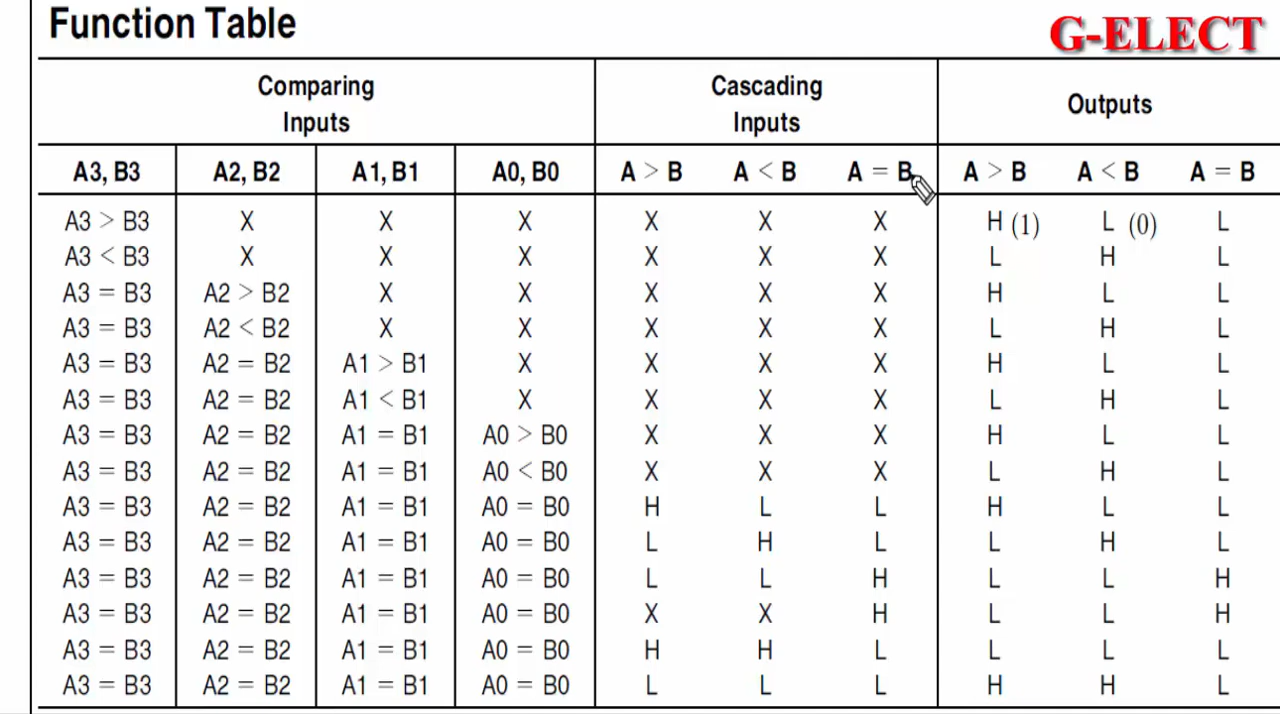 Function Table
G-ELECT
Comparing Inputs Cascading Inputs Outputs
A3, B3 A2, B2 A1, B1 A0, B0 A > B A < B A = B A > B A < B A = B
A3 > B3 X X X X X X H (1) L (0) L
A3 < B3 X X X X X X L H L
A3 = B3 A2 > B2 X X X X X H L L
A3 = B3 A2 < B2 X X X X X L H L
A3 = B3 A2 = B2 A1 > B1 X X X X H L L
A3 = B3 A2 = B2 A1 < B1 X X X X L H L
A3 = B3 A2 = B2 A1 = B1 A0 > B0 X X X H L L
A3 = B3 A2 = B2 A1 = B1 A0 < B0 X X X L H L
A3 = B3 A2 = B2 A1 = B1 A0 = B0 H L L H L L
A3 = B3 A2 = B2 A1 = B1 A0 = B0 L H L L H L
A3 = B3 A2 = B2 A1 = B1 A0 = B0 L L H L L H
A3 = B3 A2 = B2 A1 = B1 A0 = B0 X X H L L H
A3 = B3 A2 = B2 A1 = B1 A0 = B0 H H L L L L
A3 = B3 A2 = B2 A1 = B1 A0 = B0 L L L H H L